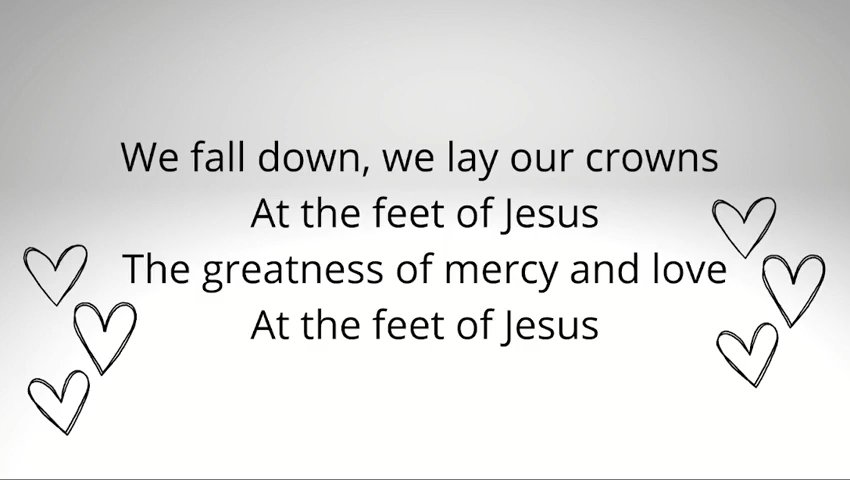 We fall down, we lay our crowns
At the feet of Jesus
The greatness of mercy and love
At the feet of Jesus